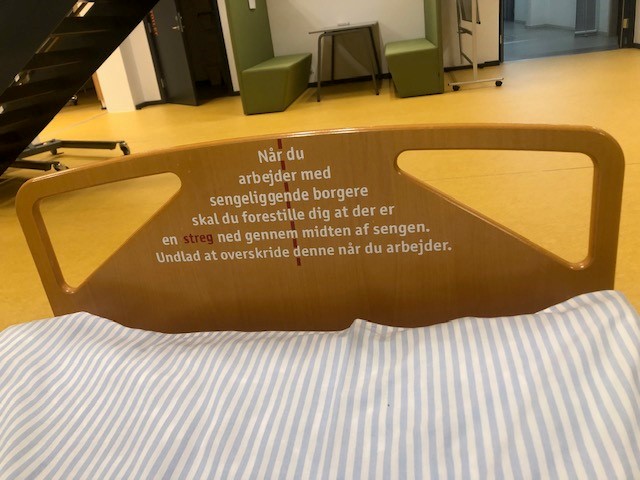 Når du
arbejder med
sengeliggende borgere
skal du forestille dig at der er
en streg ned gennem midten af sengen.
Undlad at overskride denne når du arbejder.